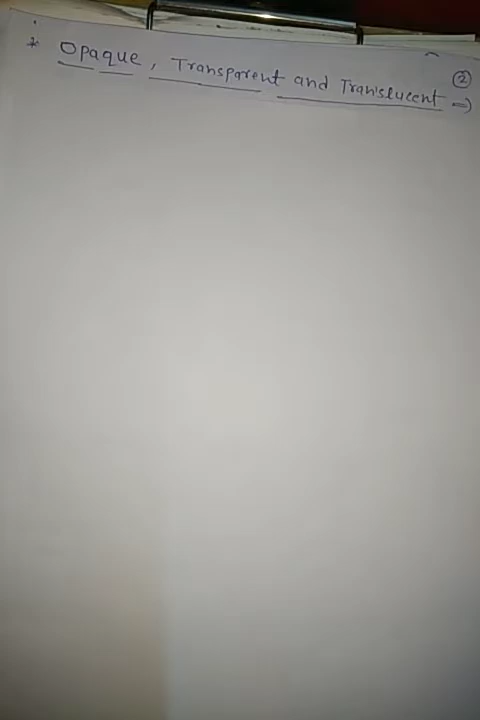 * Opaque, Transparent and Translucent ⇒
②